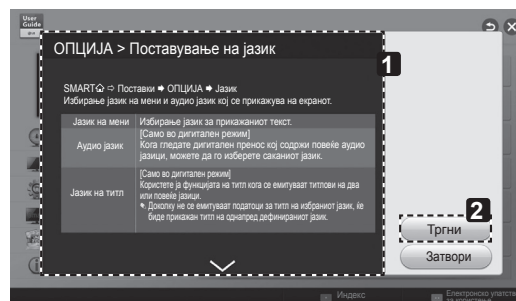 User
Guide
ОПЦИЈА > Поставување на јазик
1
SMART ⇨ Поставки ➡ ОПЦИЈА ➡ Јазик
Избирање јазик на мени и аудио јазик кој се прикажува на екранот.
Јазик на мени Избирање јазик за прикажаниот текст.
Аудио јазик
[Само во дигитален режим]
Кога гледате дигитален пренос кој содржи повеќе аудио
јазици, можете да го изберете саканиот јазик.
Јазик на титл
[Само во дигитален режим]
Користете ја функцијата на титл кога се емитуваат титлови на два
или повеќе јазици.
Доколку не се емитуваат податоци за титл на избраниот јазик, ќе
биде прикажан титл на однапред дефинираниот јазик.
2
Тргни
Затвори
Индекс
Електронско упатств
за користење